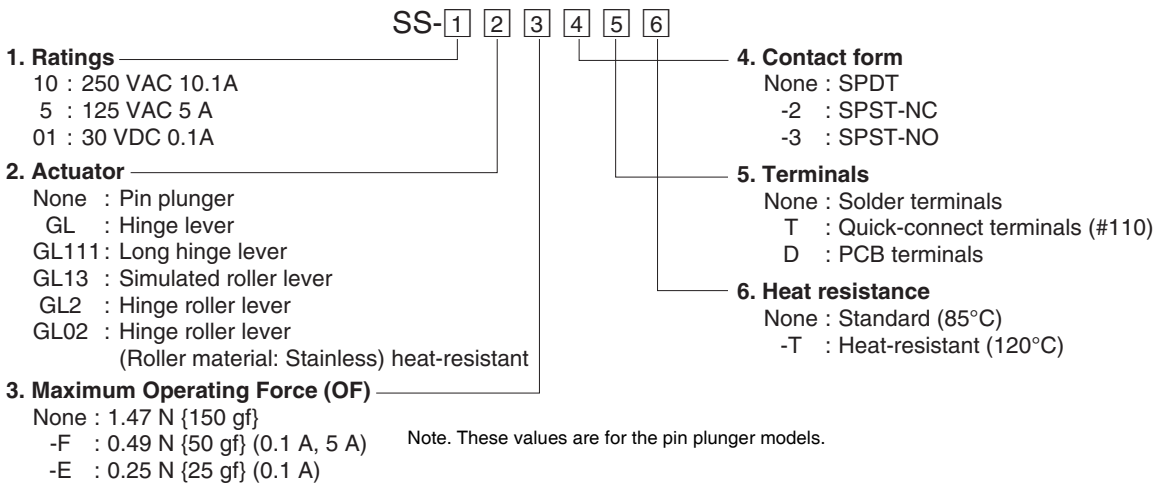 SS-1 2 3 4 5 6
1. Ratings
10 : 250 VAC 10.1A
5 : 125 VAC 5 A
01 : 30 VDC 0.1A
2. Actuator
None : Pin plunger
GL : Hinge lever
GL111 : Long hinge lever
GL13 : Simulated roller lever
GL2 : Hinge roller lever
GL02 : Hinge roller lever
(Roller material: Stainless) heat-resistant
3. Maximum Operating Force (OF)
None : 1.47 N {150 gf}
-F : 0.49 N {50 gf} (0.1 A, 5 A)
-E : 0.25 N {25 gf} (0.1 A)
Note. These values are for the pin plunger models.
4. Contact form
None : SPDT
-2 : SPST-NC
-3 : SPST-NO
5. Terminals
None : Solder terminals
T : Quick-connect terminals (#110)
D : PCB terminals
6. Heat resistance
None : Standard (85°C)
-T : Heat-resistant (120°C)